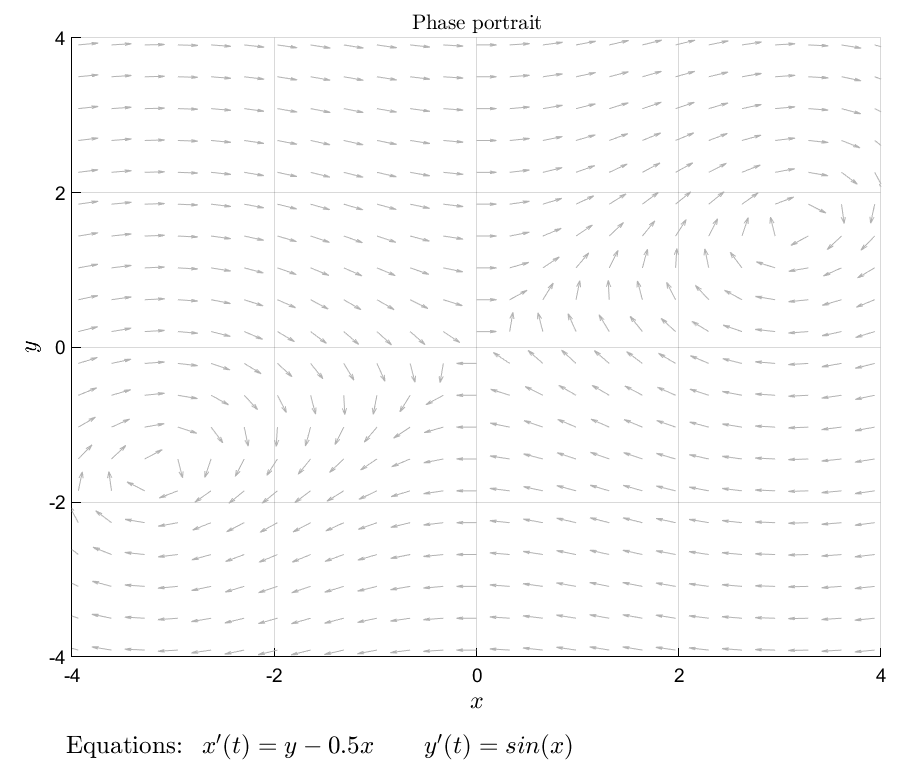 Phase portrait
4
2
0
-2
-4
y
-4 -2 0 2 4
x
Equations: x′(t) = y − 0.5x y′(t) = sin(x)